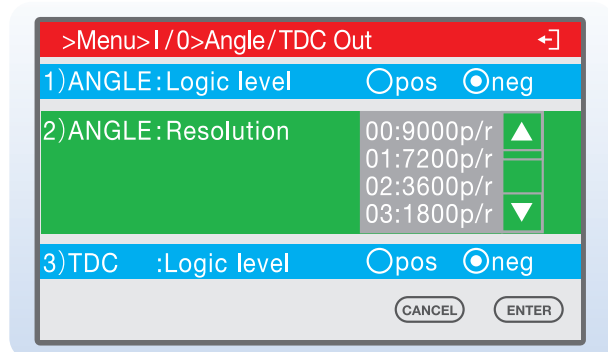 >Menu>I/0>Angle/TDC Out
1)ANGLE:Logic level pos neg
2)ANGLE:Resolution 00:9000p/r
01:7200p/r
02:3600p/r
03:1800p/r
3)TDC :Logic level pos neg
CANCEL ENTER